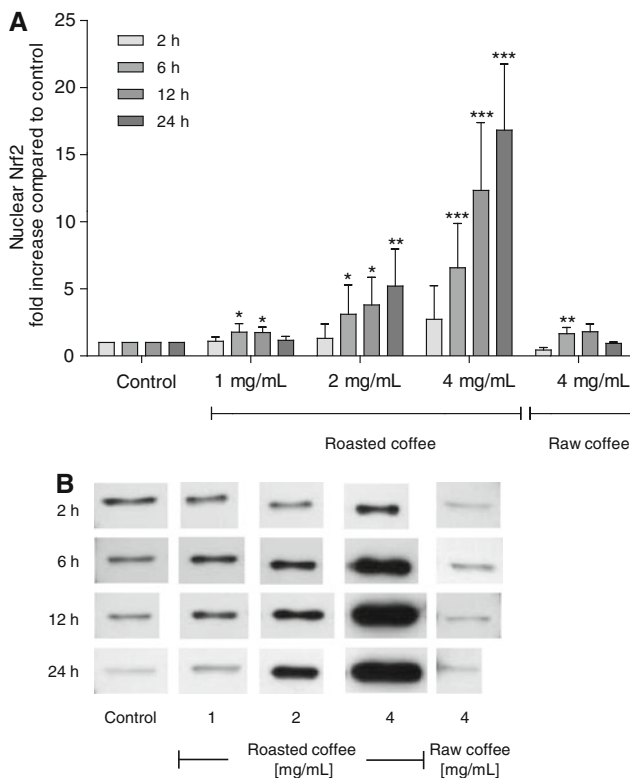 A
Nuclear Nrf2
fold increase compared to control
25
20
15
10
5
0
2 h
6 h
12 h
24 h
* *
* * **
*** *** ***
**
Control 1 mg/mL 2 mg/mL 4 mg/mL 4 mg/mL
Roasted coffee Raw coffee
B
2 h
6 h
12 h
24 h
Control 1 2 4 4
Roasted coffee Raw coffee
[mg/mL] [mg/mL]